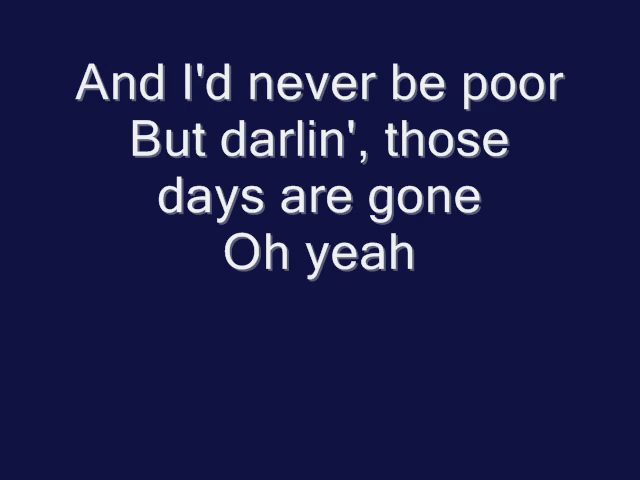 And I'd never be poor
But darlin', those
days are gone
Oh yeah